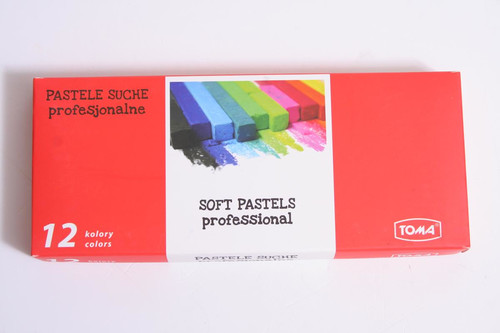 PASTELE SUCHE
profesjonalne
SOFT PASTELS
professional
12 kolory
colors
TOMA
PASTELE SUCHE